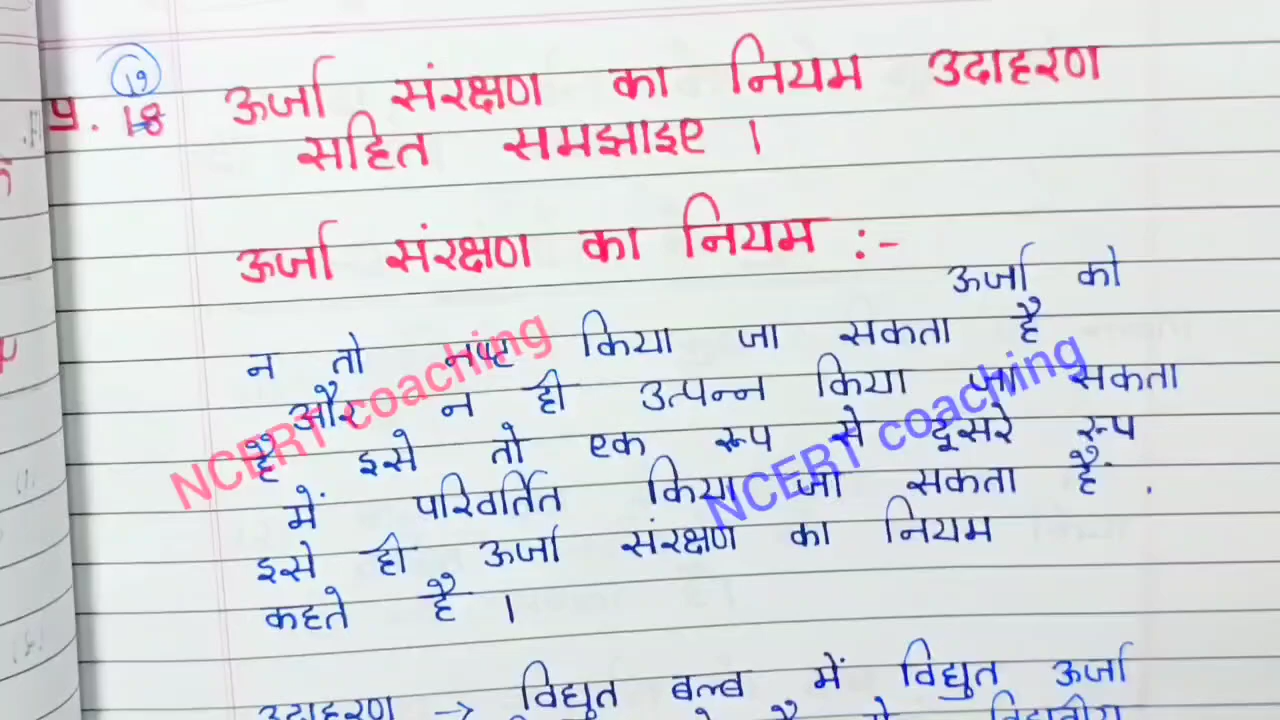 19
प्र. 18 ऊर्जा संरक्षण का नियम उदाहरण
सहित समझाइए ।
ऊर्जा संरक्षण का नियम :-
ऊर्जा को
न तो नष्ट किया जा सकता है
और न ही उत्पन्न किया जा सकता
है इसे तो एक रूप से दूसरे रूप
में परिवर्तित किया जा सकता है .
इसे ही ऊर्जा संरक्षण का नियम
कहते है ।
उदाहरण → विद्युत बल्ब में विद्युत ऊर्जा
NCERT coaching
NCERT coaching